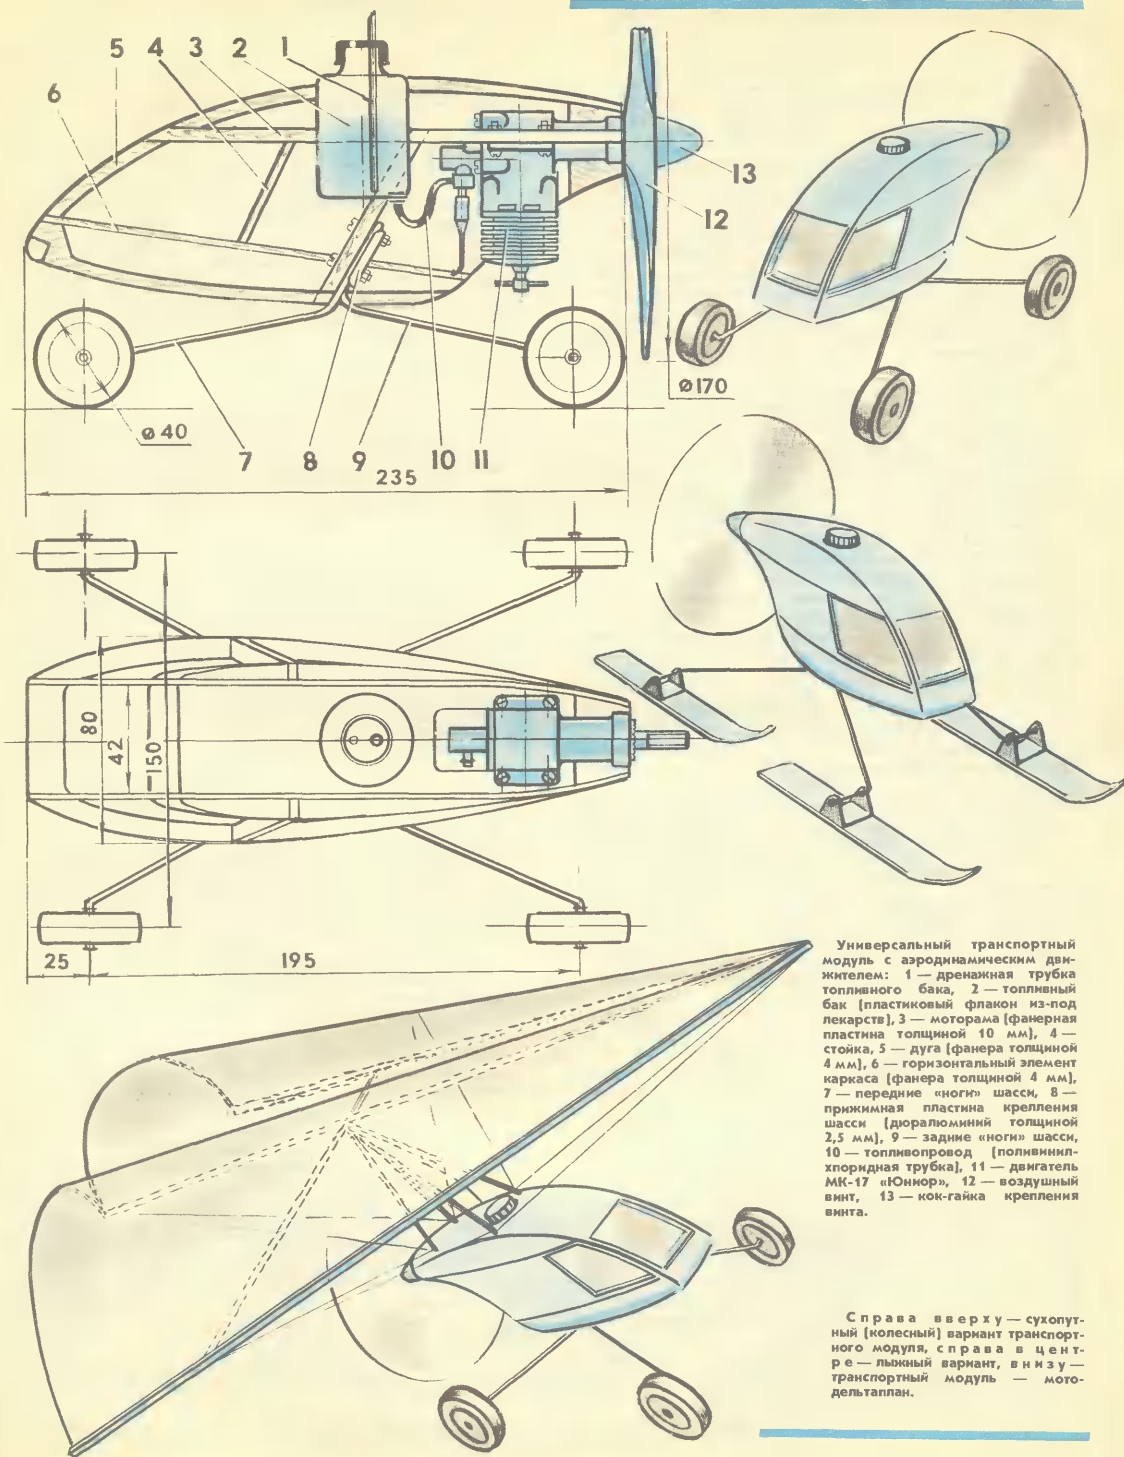 1
2
3
4
5
6
13
12
ø170
ø40
7
8
9
10
11
235
80
42
150
25
195
Универсальный транспортный
модуль с аэродинамическим дви-
жителем: 1 — дренажная трубка
топливного бака, 2 — топливный
бак (пластиковый флакон из-под
лекарств), 3 — моторама (фанерная
пластина толщиной 10 мм), 4 —
стойка, 5 — дуга (фанера толщиной
4 мм), 6 — горизонтальный элемент
каркаса (фанера толщиной 4 мм),
7 — передние «ноги» шасси, 8 —
прижимная пластина крепления
шасси (дюралюминий толщиной
2,5 мм), 9 — задние «ноги» шасси,
10 — топливопровод (поливинил-
хпоридная трубка), 11 — двигатель
МК-17 «Юниор», 12 — воздушный
винт, 13 — кок-гайка крепления
винта.
Справа вверху — сухопут-
ный (колесный) вариант транспорт-
ного модуля, справа в цент-
ре — лыжный вариант, внизу —
транспортный модуль — мото-
дельтаплан.